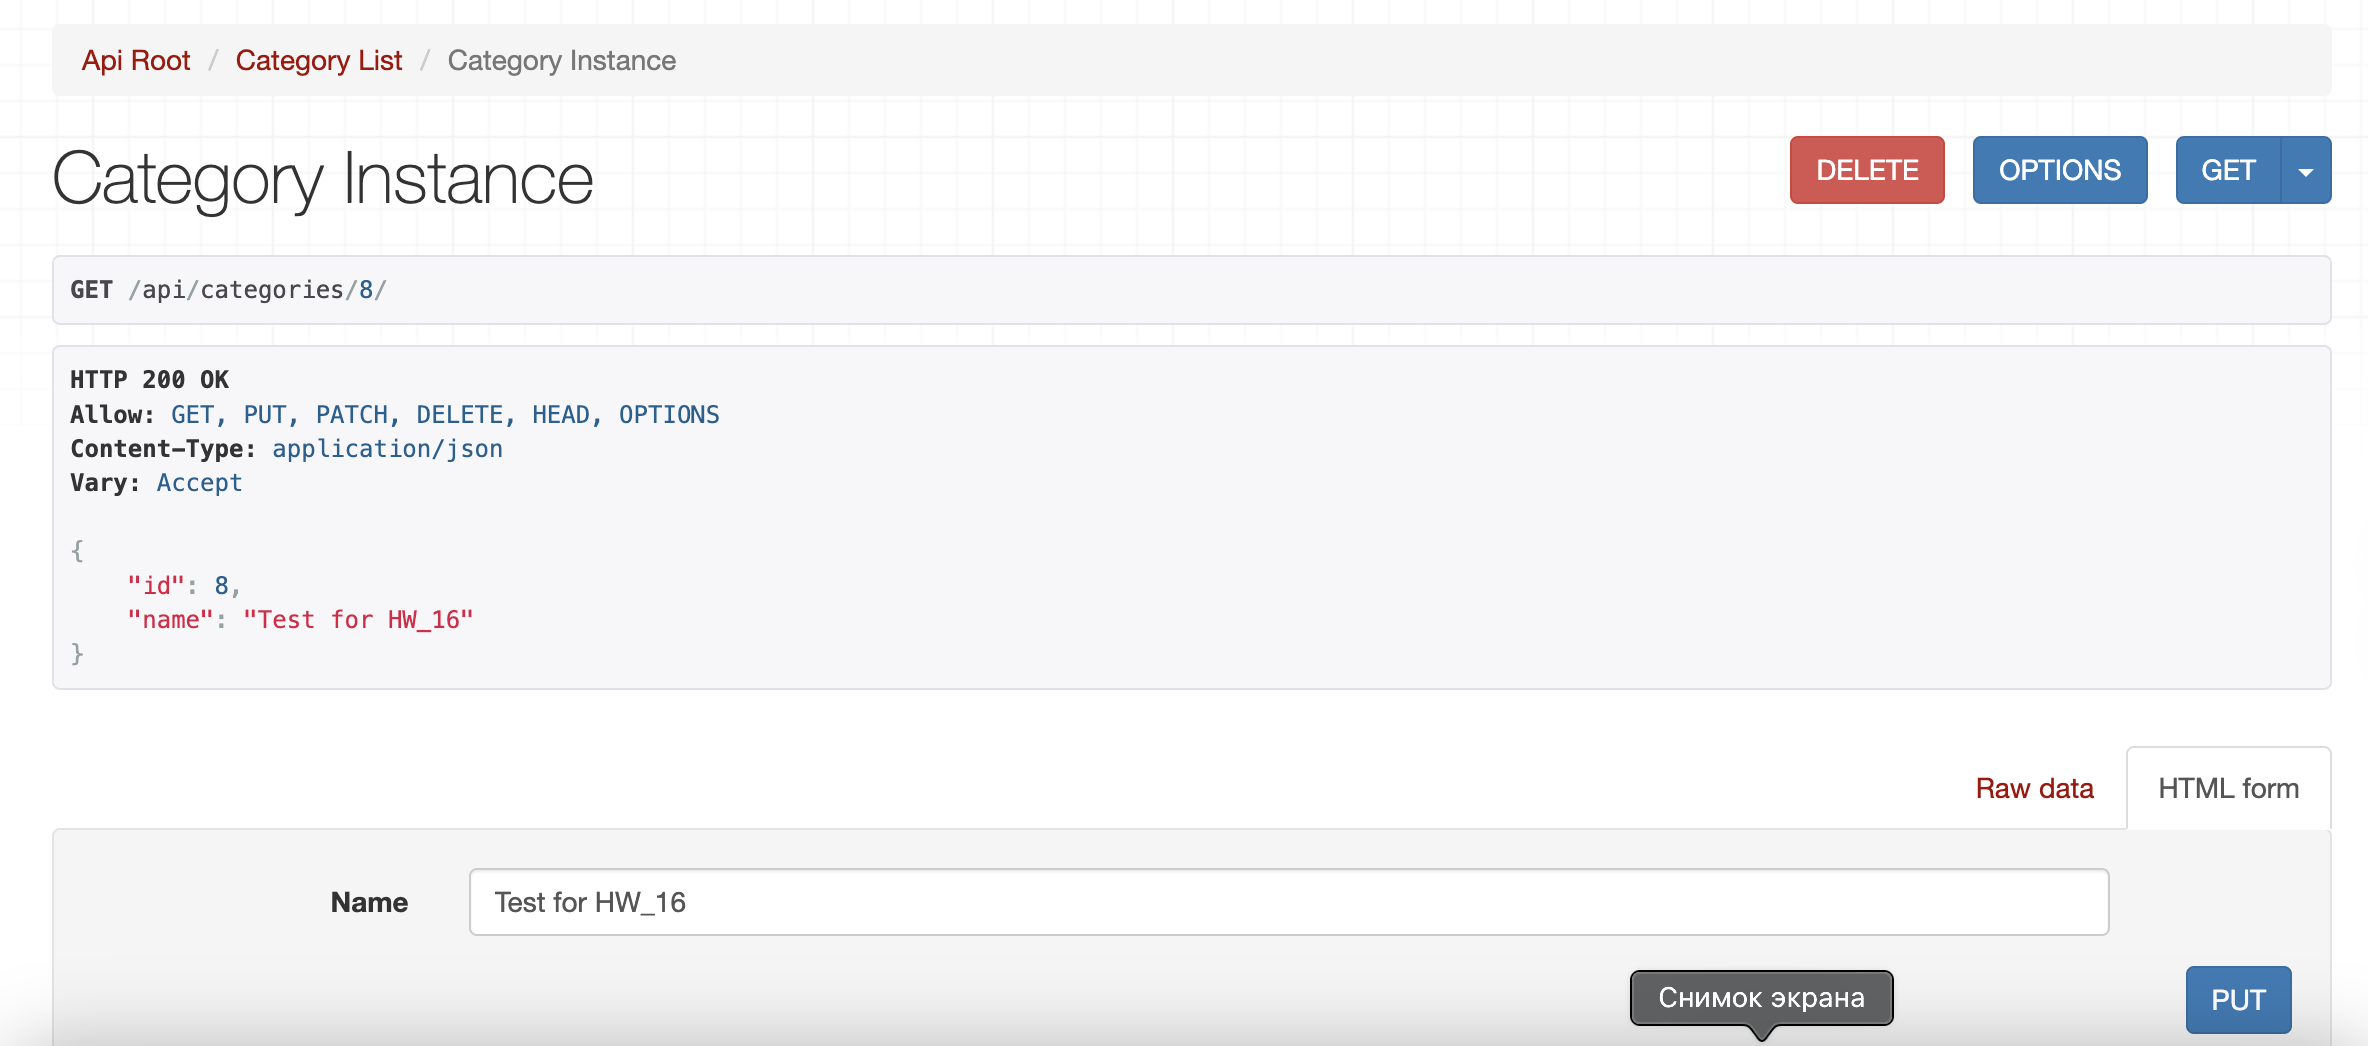 Api Root / Category List / Category Instance
Category Instance
DELETE OPTIONS GET
GET /api/categories/8/
HTTP 200 OK
Allow: GET, PUT, PATCH, DELETE, HEAD, OPTIONS
Content-Type: application/json
Vary: Accept
{
    "id": 8,
    "name": "Test for HW_16"
}
Raw data HTML form
Name Test for HW_16
Снимок экрана
PUT